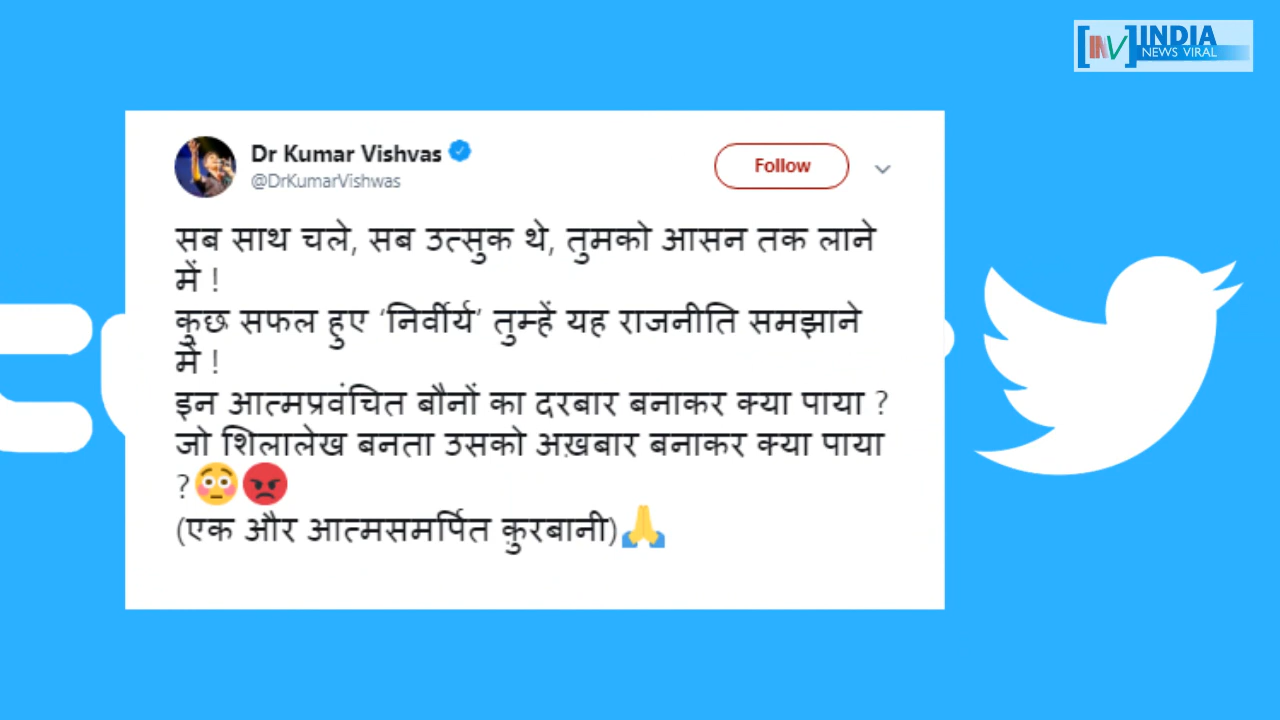 [INV] INDIA
NEWS VIRAL
Dr Kumar Vishvas
@DrKumarVishwas
Follow
सब साथ चले, सब उत्सुक थे, तुमको आसन तक लाने
में !
कुछ सफल हुए ‘निर्वीर्य’ तुम्हें यह राजनीति समझाने
में !
इन आत्मप्रवंचित बौनों का दरबार बनाकर क्या पाया ?
जो शिलालेख बनता उसको अख़बार बनाकर क्या पाया
?😳😡
(एक और आत्मसमर्पित क़ुरबानी)🙏